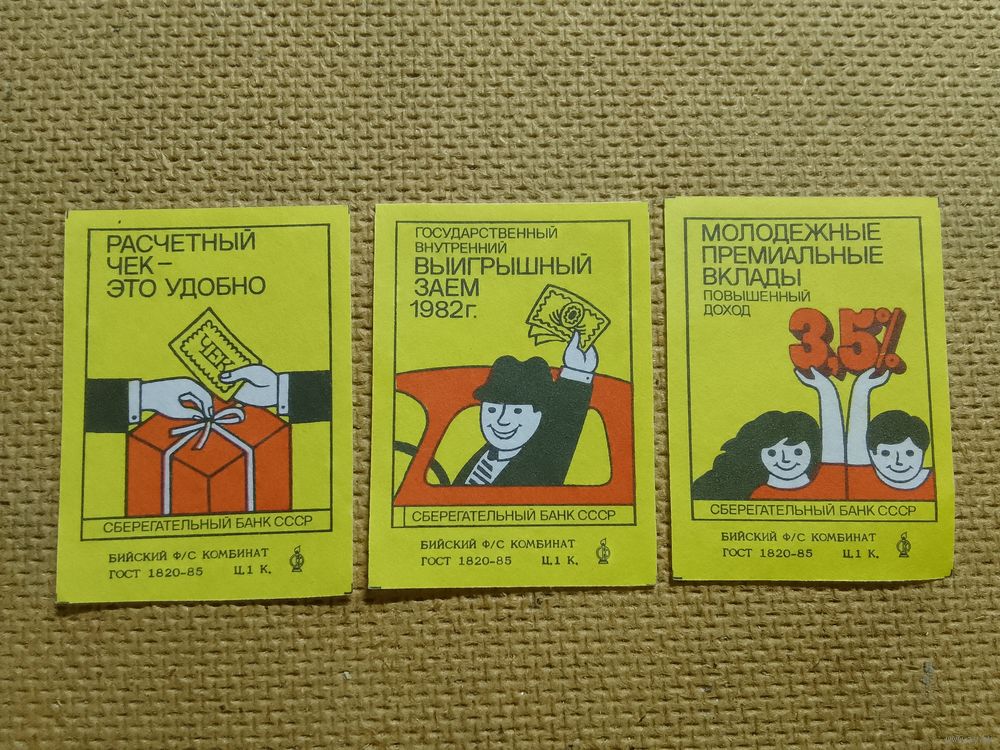 РАСЧЕТНЫЙ
ЧЕК—
ЭТО УДОБНО
ЧЕК
СБЕРЕГАТЕЛЬНЫЙ БАНК СССР
БИЙСКИЙ Ф/С КОМБИНАТ
ГОСТ 1820-85 Ц.1 К.
ГОСУДАРСТВЕННЫЙ
ВНУТРЕННИЙ
ВЫИГРЫШНЫЙ
ЗАЕМ
1982г.
СБЕРЕГАТЕЛЬНЫЙ БАНК СССР
БИЙСКИЙ Ф/С КОМБИНАТ
ГОСТ 1820-85 Ц.1 К.
МОЛОДЕЖНЫЕ
ПРЕМИАЛЬНЫЕ
ВКЛАДЫ
ПОВЫШЕННЫЙ
ДОХОД
3,5%
СБЕРЕГАТЕЛЬНЫЙ БАНК СССР
БИЙСКИЙ Ф/С КОМБИНАТ
ГОСТ 1820-85 Ц.1 К.